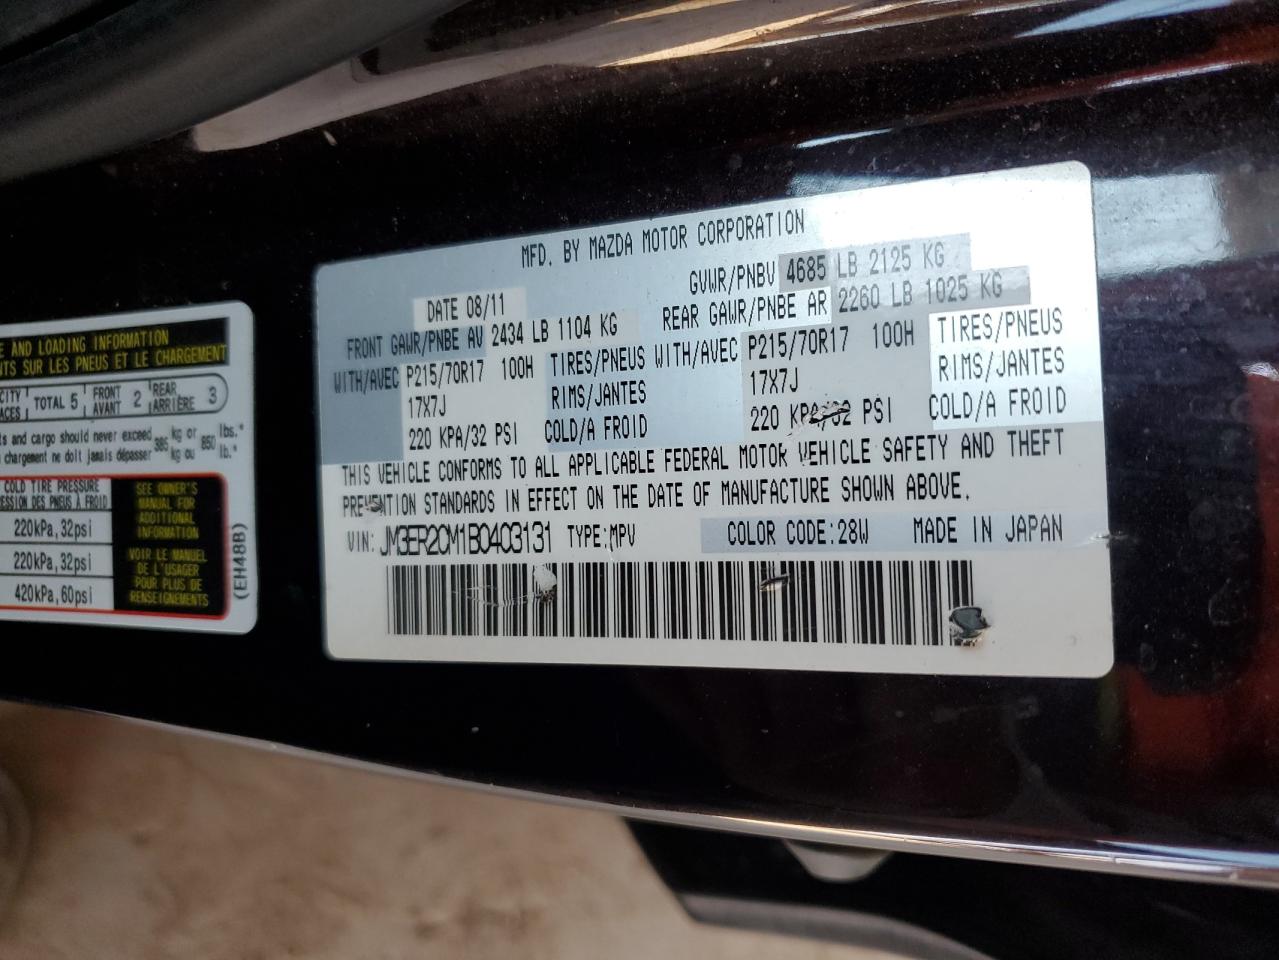 E AND LOADING INFORMATION
NTS SUR LES PNEUS ET LE CHARGEMENT
CITY TOTAL 5 FRONT 2 REAR 3
ACES AVANT ARRIÈRE
ts and cargo should never exceed 385 kg or 850 lbs.*
chargement ne doit jamais dépasser kg ou lb.*
COLD TIRE PRESSURE
ESSION DES PNEUS À FROID
220kPa, 32psi
220kPa, 32psi
420kPa, 60psi
SEE OWNER'S
MANUAL FOR
ADDITIONAL
INFORMATION
VOIR LE MANUEL
DE L'USAGER
POUR PLUS DE
RENSEIGNEMENTS
(EH48B)
MFD. BY MAZDA MOTOR CORPORATION
DATE 08/11 GVWR/PNBV 4685 LB 2125 KG
FRONT GAWR/PNBE AV 2434 LB 1104 KG REAR GAWR/PNBE AR 2260 LB 1025 KG
WITH/AVEC P215/70R17 100H TIRES/PNEUS WITH/AVEC P215/70R17 100H TIRES/PNEUS
17X7J RIMS/JANTES 17X7J RIMS/JANTES
220 KPA/32 PSI COLD/A FROID 220 KPA/32 PSI COLD/A FROID
THIS VEHICLE CONFORMS TO ALL APPLICABLE FEDERAL MOTOR VEHICLE SAFETY AND THEFT
PREVENTION STANDARDS IN EFFECT ON THE DATE OF MANUFACTURE SHOWN ABOVE.
VIN: JM3ER2CM1B0403131 TYPE:MPV COLOR CODE:28W MADE IN JAPAN